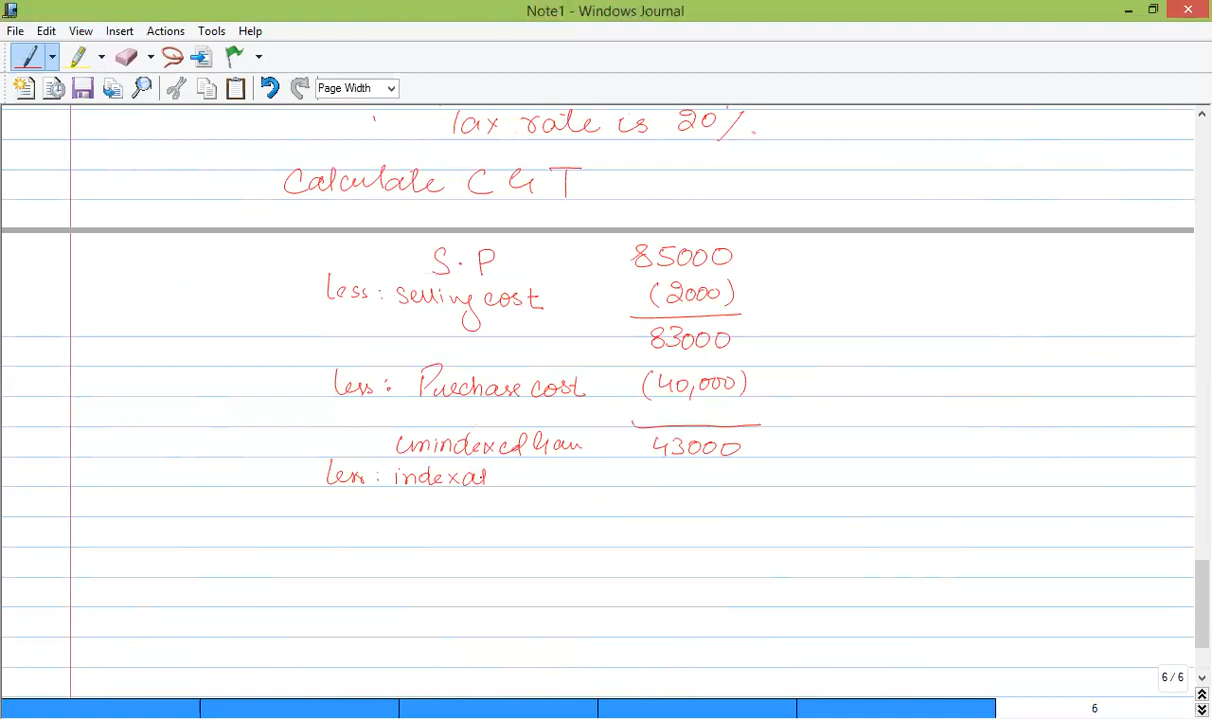 Note1 - Windows Journal
File Edit View Insert Actions Tools Help
Page Width
Tax rate is 20%.
Calculate CGT
S.P 85000
less: selling cost (2000)
83000
less: Purchase cost (40,000)
unindexed Gain 43000
less: indexat
6 / 6
6